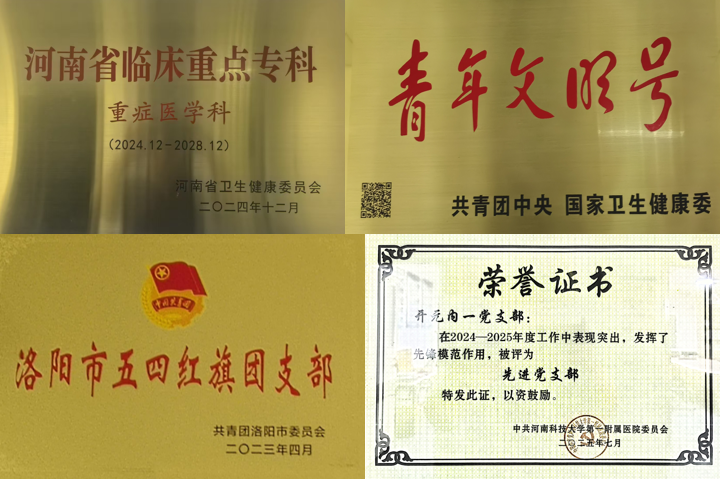 河南省临床重点专科
重症医学科
（2024.12-2028.12）
河南省卫生健康委员会
二〇二四年十二月
青年文明号
共青团中央 国家卫生健康委
中国共青团
洛阳市五四红旗团支部
共青团洛阳市委员会
二〇二三年四月
荣誉证书
开元内一党支部：
在2024—2025年度工作中表现突出，发挥了
先锋模范作用，被评为
先进党支部
特发此证，以资鼓励。
中共河南科技大学第一附属医院委员会
二〇二五年七月